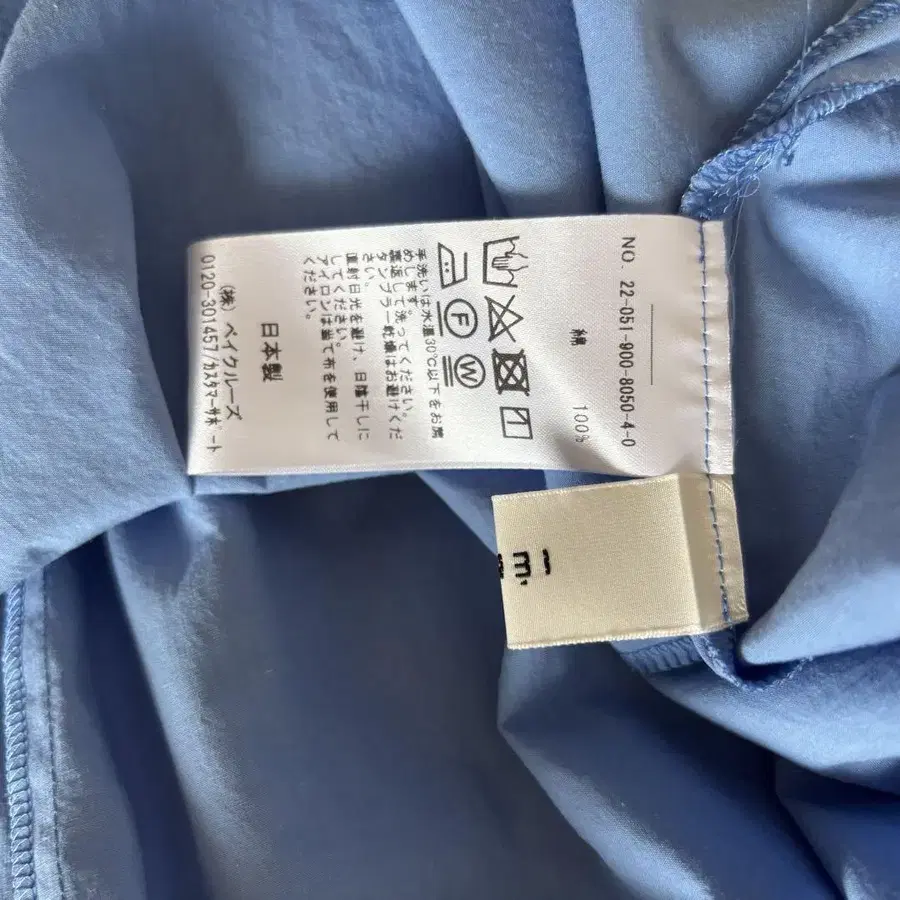 NO. 22-051-900-8050-4-0
綿 100%
W
F
手洗いは水温30℃以下をお薦
めします。
裏返して洗ってください。
タンブラー乾燥はお避けくだ
さい。
直射日光を避け、日陰干しに
してください。
アイロンは当て布を使用して
ください。
日本製
(株)ベイクルーズ
0120-301457/ｶｽﾀﾏｰｻﾎﾟｰﾄ